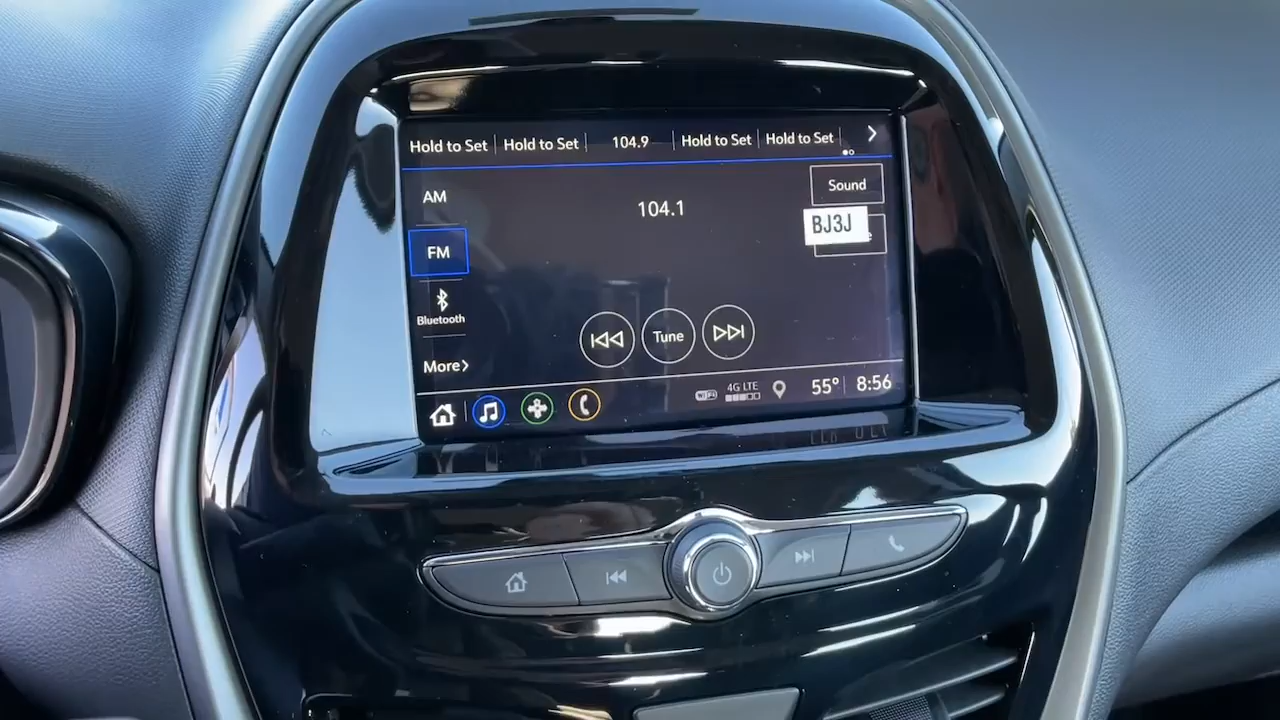 Hold to Set Hold to Set 104.9 Hold to Set Hold to Set
AM
Sound
104.1
BJ3J
FM
Bluetooth
Tune
More
WiFi 4G LTE 55° 8:56